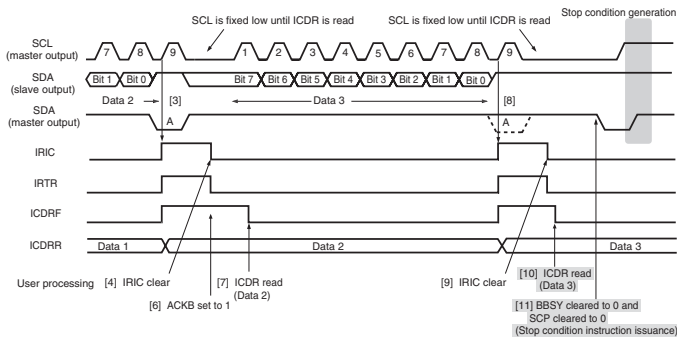 Stop condition generation
SCL is fixed low until ICDR is read
SCL is fixed low until ICDR is read
SCL
(master output)
7 8 9 1 2 3 4 5 6 7 8 9
SDA
(slave output)
Bit 1 Bit 0 Bit 7 Bit 6 Bit 5 Bit 4 Bit 3 Bit 2 Bit 1 Bit 0
Data 2 [3] Data 3 [8]
SDA
(master output)
A A
IRIC
IRTR
ICDRF
ICDRR
Data 1 Data 2 Data 3
User processing [4] IRIC clear
[7] ICDR read
(Data 2)
[6] ACKB set to 1
[9] IRIC clear
[10] ICDR read
(Data 3)
[11] BBSY cleared to 0 and
SCP cleared to 0
(Stop condition instruction issuance)